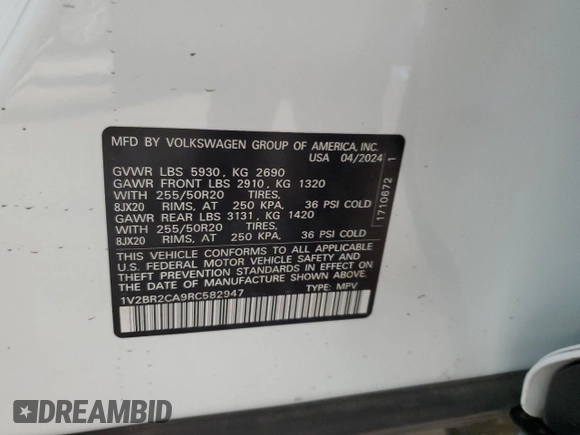 MFD BY VOLKSWAGEN GROUP OF AMERICA, INC.
USA 04/2024
GVWR LBS 5930, KG 2690
GAWR FRONT LBS 2910, KG 1320
WITH 255/50R20 TIRES,
8JX20 RIMS, AT 250 KPA, 36 PSI COLD
GAWR REAR LBS 3131, KG 1420
WITH 255/50R20 TIRES,
8JX20 RIMS, AT 250 KPA, 36 PSI COLD
THIS VEHICLE CONFORMS TO ALL APPLICABLE
U.S. FEDERAL MOTOR VEHICLE SAFETY AND
THEFT PREVENTION STANDARDS IN EFFECT ON
THE DATE OF MANUFACTURE SHOWN ABOVE.
1V2BR2CA9RC582947 TYPE: MPV
1710672 1
DREAMBID